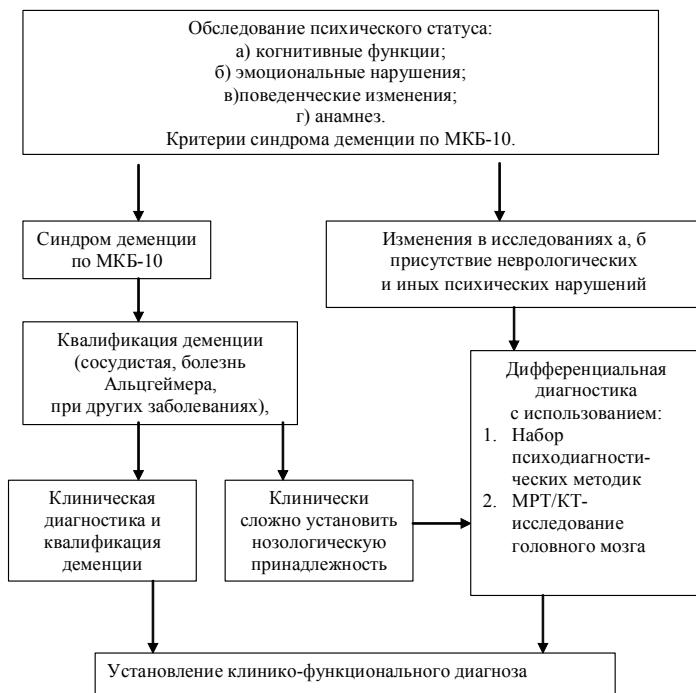 Обследование психического статуса:
а) когнитивные функции;
б) эмоциональные нарушения;
в)поведенческие изменения;
г) анамнез.
Критерии синдрома деменции по МКБ-10.
Синдром деменции
по МКБ-10
Изменения в исследованиях а, б
присутствие неврологических
и иных психических нарушений
Квалификация деменции
(сосудистая, болезнь
Альцгеймера,
при других заболеваниях),
Дифференциальная
диагностика
с использованием:
1. Набор
психодиагности-
ческих методик
2. МРТ/КТ-
исследование
головного мозга
Клиническая
диагностика и
квалификация
деменции
Клинически
сложно установить
нозологическую
принадлежность
Установление клинико-функционального диагноза